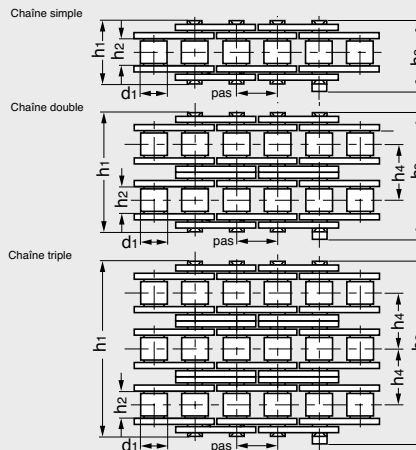 Chaîne simple
h1
h2
d1
pas
Chaîne double
h1
h2
h4
d1
pas
Chaîne triple
h1
h2
h4
h4
d1
pas